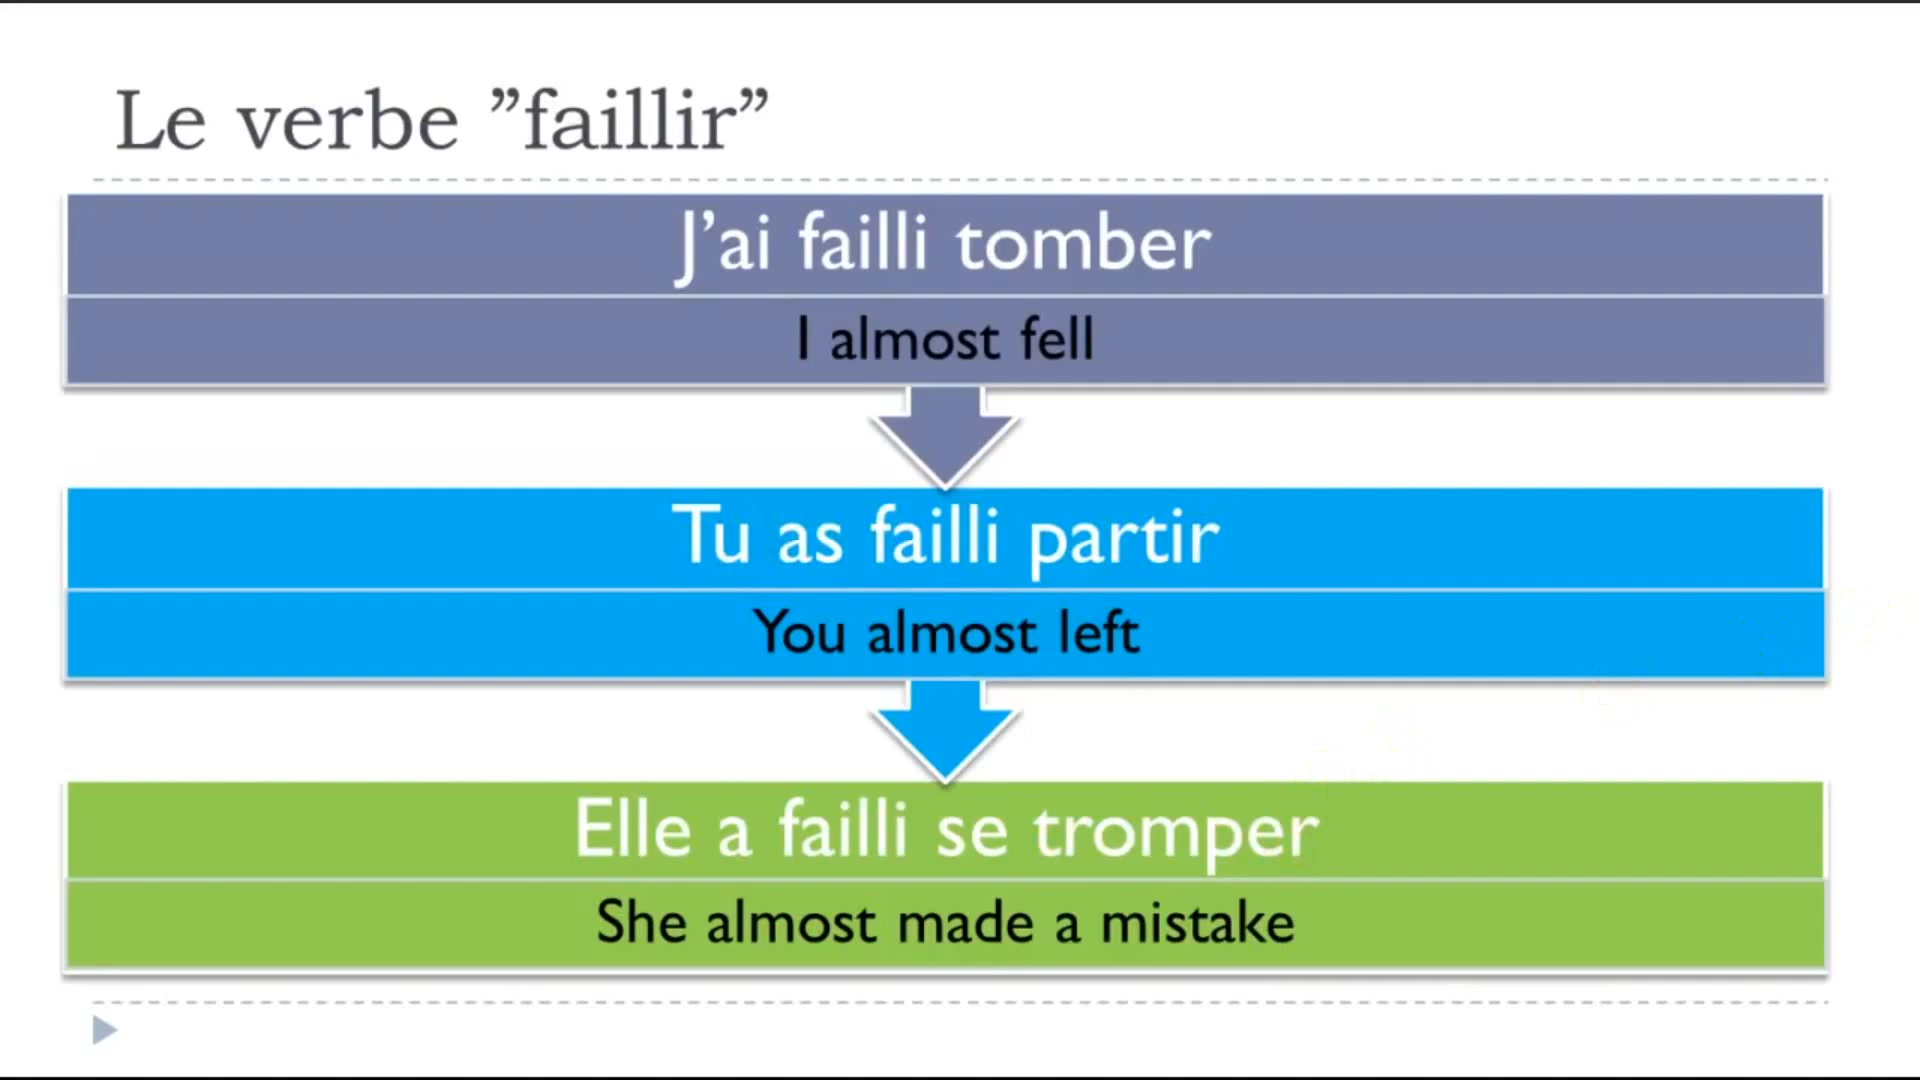 Le verbe ”faillir”
J’ai failli tomber
I almost fell
Tu as failli partir
You almost left
Elle a failli se tromper
She almost made a mistake